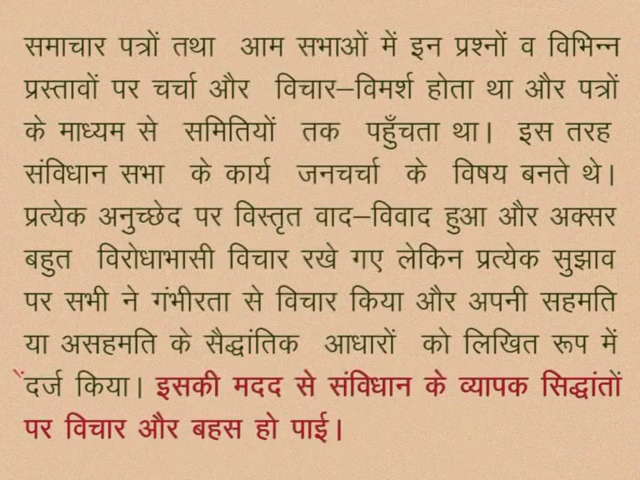 समाचार पत्रों तथा आम सभाओं में इन प्रश्नों व विभिन्न
प्रस्तावों पर चर्चा और विचार–विमर्श होता था और पत्रों
के माध्यम से समितियों तक पहुँचता था। इस तरह
संविधान सभा के कार्य जनचर्चा के विषय बनते थे।
प्रत्येक अनुच्छेद पर विस्तृत वाद–विवाद हुआ और अक्सर
बहुत विरोधाभासी विचार रखे गए लेकिन प्रत्येक सुझाव
पर सभी ने गंभीरता से विचार किया और अपनी सहमति
या असहमति के सैद्धांतिक आधारों को लिखित रूप में
दर्ज किया। इसकी मदद से संविधान के व्यापक सिद्धांतों
पर विचार और बहस हो पाई।